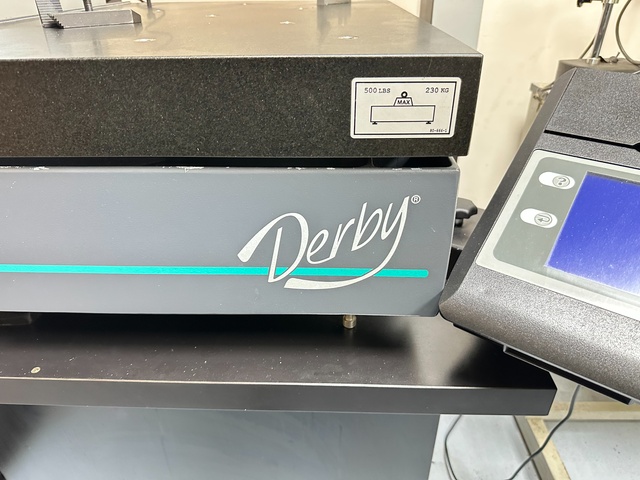 500 LBS 230 KG
MAX
Derby®
?